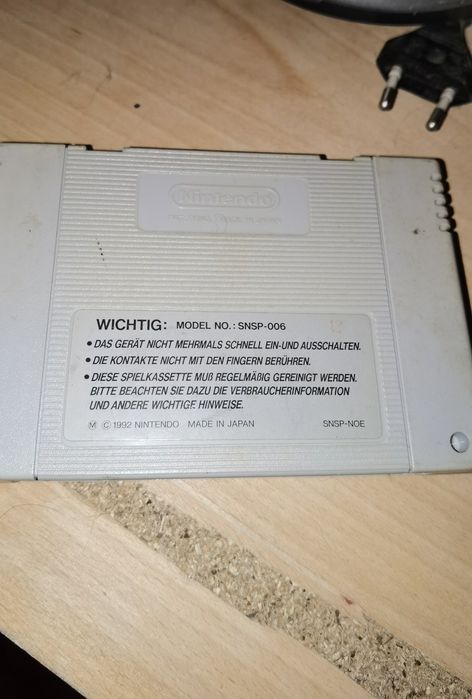 Nintendo
WICHTIG: MODEL NO.: SNSP-006
• DAS GERÄT NICHT MEHRMALS SCHNELL EIN-UND AUSSCHALTEN.
• DIE KONTAKTE NICHT MIT DEN FINGERN BERÜHREN.
• DIESE SPIELKASSETTE MUß REGELMÄßIG GEREINIGT WERDEN.
BITTE BEACHTEN SIE DAZU DIE VERBRAUCHERINFORMATION
UND ANDERE WICHTIGE HINWEISE.
Ⓜ © 1992 NINTENDO MADE IN JAPAN SNSP-NOE